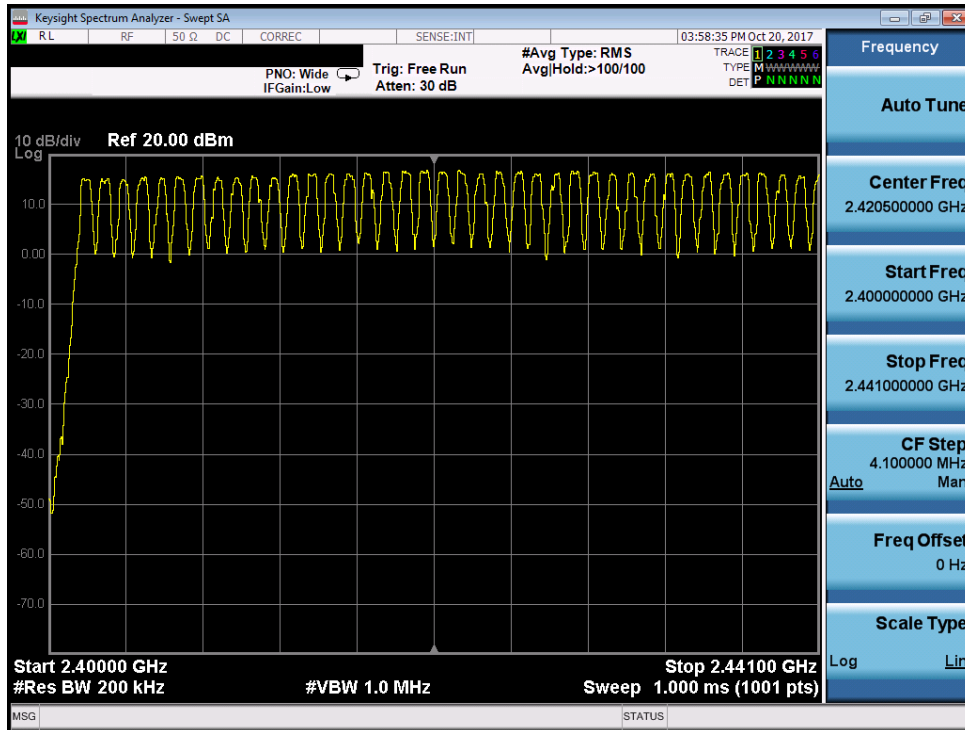 Keysight Spectrum Analyzer - Swept SA
LXI RL RF 50 Ω DC CORREC SENSE:INT 03:58:35 PM Oct 20, 2017
PNO: Wide Trig: Free Run #Avg Type: RMS TRACE 1 2 3 4 5 6
IFGain:Low Atten: 30 dB Avg|Hold:>100/100 TYPE M WWWWW
DET P N N N N N
10 dB/div Ref 20.00 dBm
Log
10.0
0.00
-10.0
-20.0
-30.0
-40.0
-50.0
-60.0
-70.0
Start 2.40000 GHz Stop 2.44100 GHz
#Res BW 200 kHz #VBW 1.0 MHz Sweep 1.000 ms (1001 pts)
MSG STATUS
Frequency
Auto Tune
Center Freq
2.420500000 GHz
Start Freq
2.400000000 GHz
Stop Freq
2.441000000 GHz
CF Step
4.100000 MHz
Auto Man
Freq Offset
0 Hz
Scale Type
Log Lin